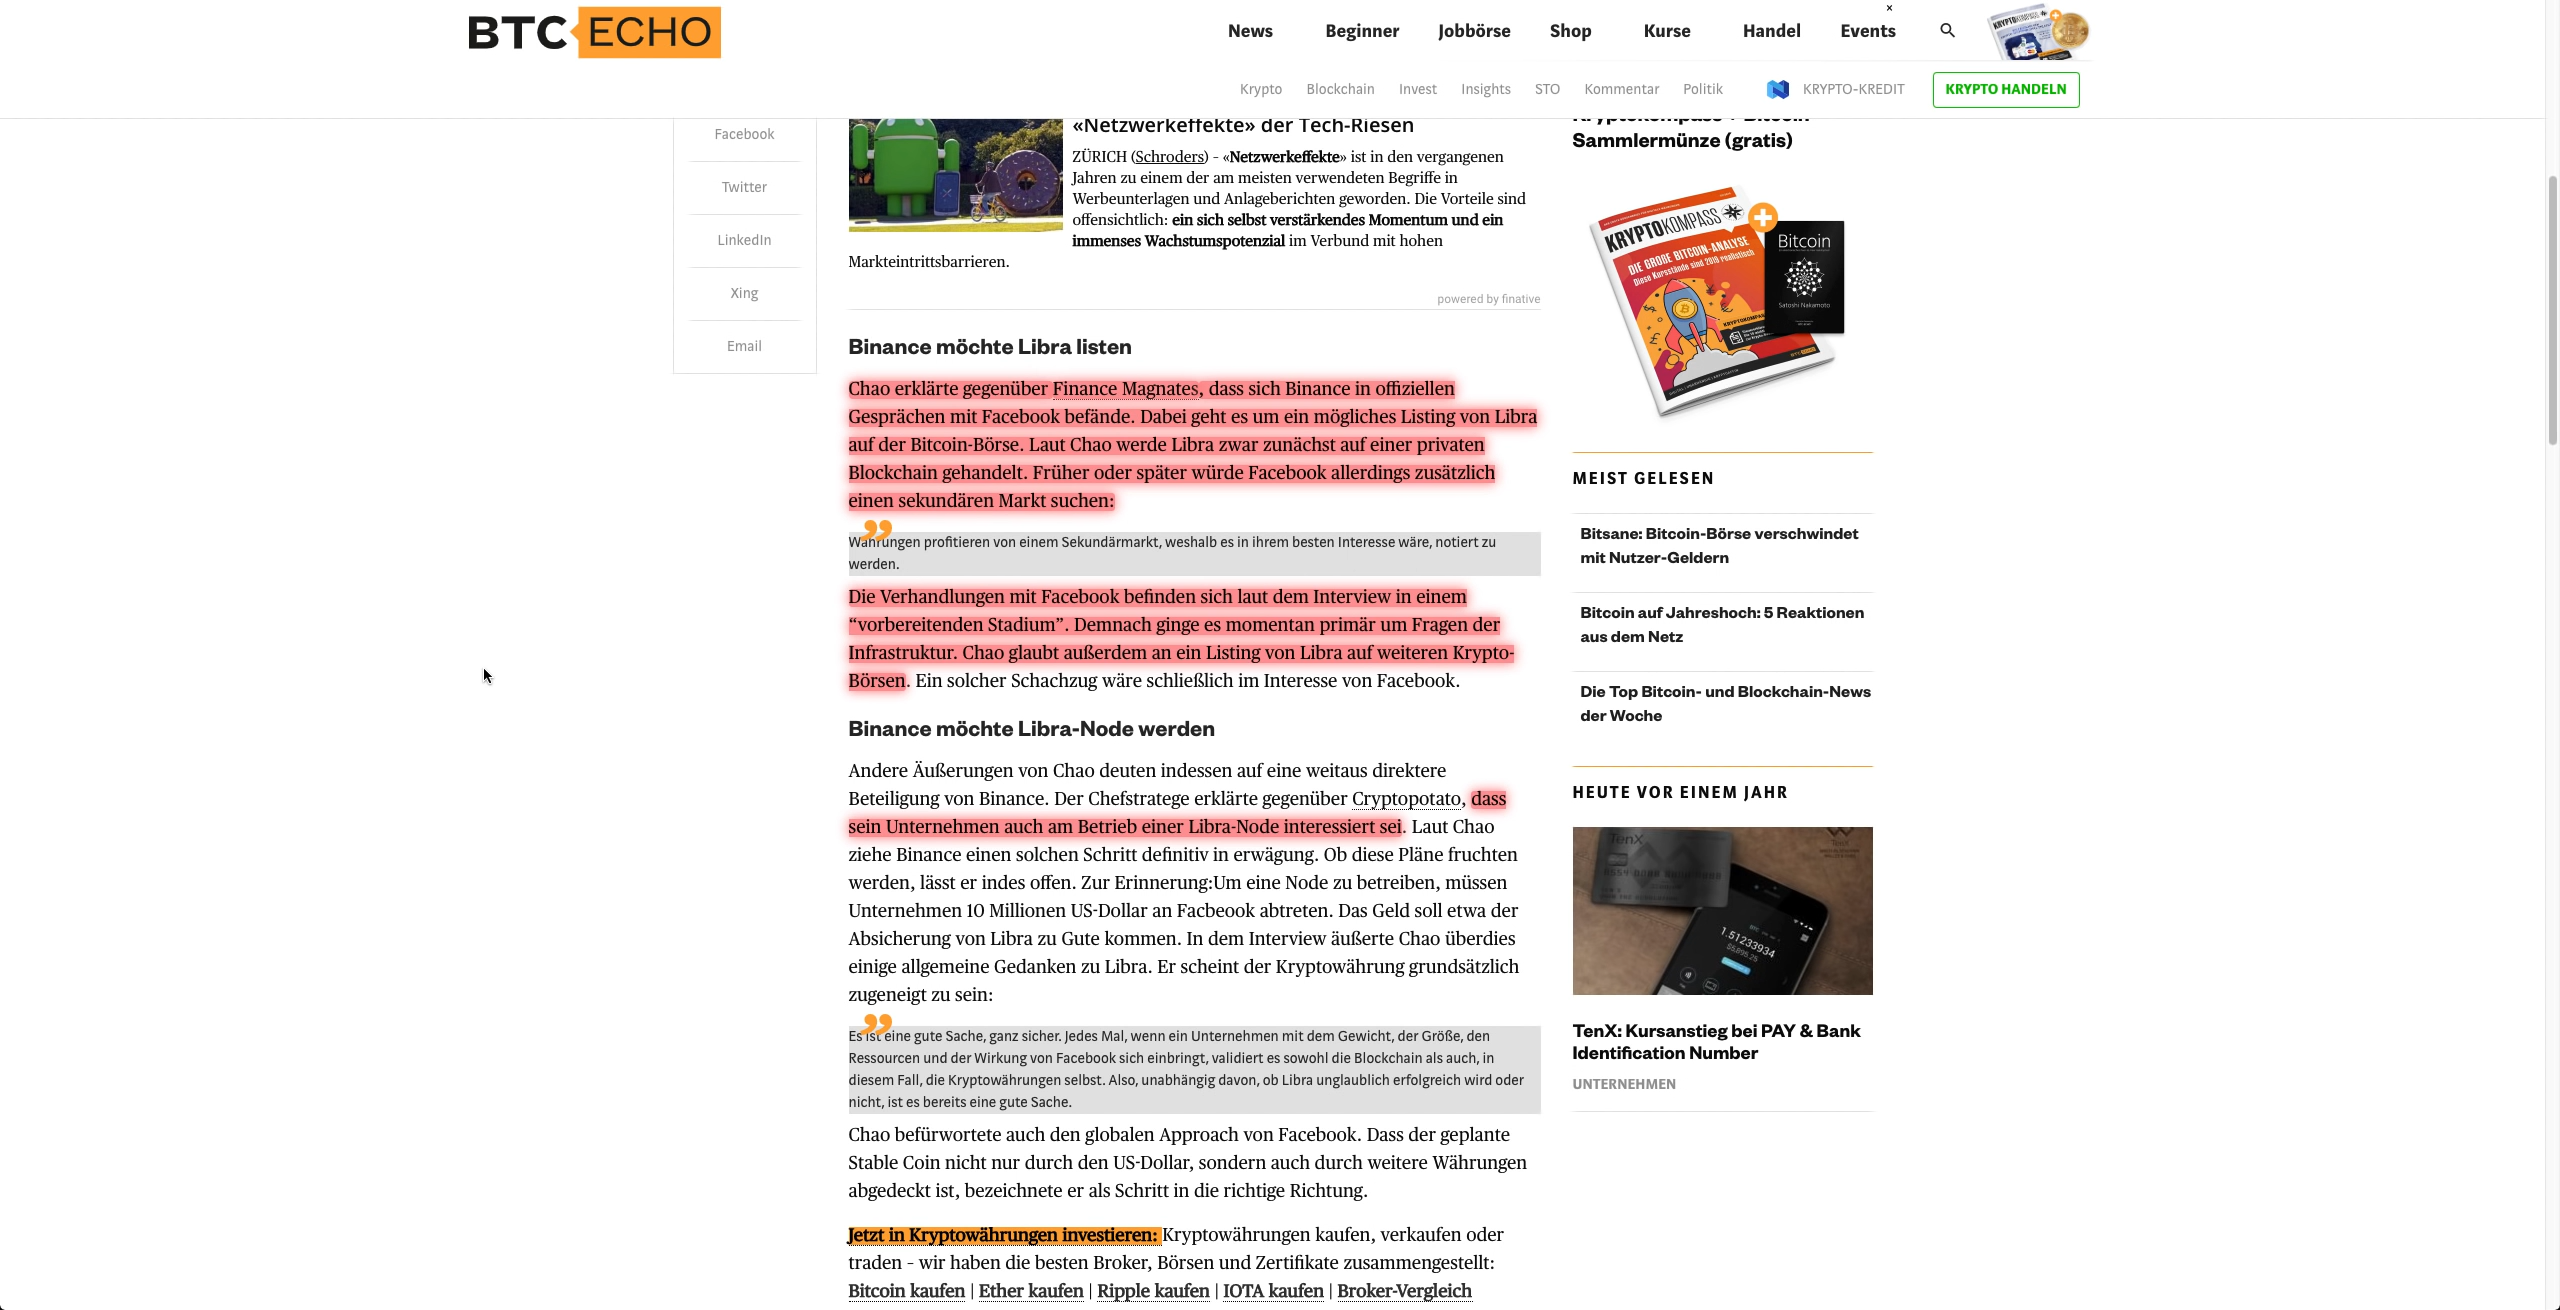 BTC ECHO
News Beginner Jobbörse Shop Kurse Handel Events
×
Krypto Blockchain Invest Insights STO Kommentar Politik KRYPTO-KREDIT KRYPTO HANDELN
Facebook
Twitter
LinkedIn
Xing
Email
«Netzwerkeffekte» der Tech-Riesen
ZÜRICH (Schroders) - «Netzwerkeffekte» ist in den vergangenen
Jahren zu einem der am meisten verwendeten Begriffe in
Werbeunterlagen und Anlageberichten geworden. Die Vorteile sind
offensichtlich: ein sich selbst verstärkendes Momentum und ein
immenses Wachstumspotenzial im Verbund mit hohen
Markteintrittsbarrieren.
powered by finative
Binance möchte Libra listen
Chao erklärte gegenüber Finance Magnates, dass sich Binance in offiziellen
Gesprächen mit Facebook befände. Dabei geht es um ein mögliches Listing von Libra
auf der Bitcoin-Börse. Laut Chao werde Libra zwar zunächst auf einer privaten
Blockchain gehandelt. Früher oder später würde Facebook allerdings zusätzlich
einen sekundären Markt suchen:
”
Währungen profitieren von einem Sekundärmarkt, weshalb es in ihrem besten Interesse wäre, notiert zu
werden.
Die Verhandlungen mit Facebook befinden sich laut dem Interview in einem
“vorbereitenden Stadium”. Demnach ginge es momentan primär um Fragen der
Infrastruktur. Chao glaubt außerdem an ein Listing von Libra auf weiteren Krypto-
Börsen. Ein solcher Schachzug wäre schließlich im Interesse von Facebook.
Binance möchte Libra-Node werden
Andere Äußerungen von Chao deuten indessen auf eine weitaus direktere
Beteiligung von Binance. Der Chefstratege erklärte gegenüber Cryptopotato, dass
sein Unternehmen auch am Betrieb einer Libra-Node interessiert sei. Laut Chao
ziehe Binance einen solchen Schritt definitiv in erwägung. Ob diese Pläne fruchten
werden, lässt er indes offen. Zur Erinnerung:Um eine Node zu betreiben, müssen
Unternehmen 10 Millionen US-Dollar an Facbeook abtreten. Das Geld soll etwa der
Absicherung von Libra zu Gute kommen. In dem Interview äußerte Chao überdies
einige allgemeine Gedanken zu Libra. Er scheint der Kryptowährung grundsätzlich
zugeneigt zu sein:
”
Es ist eine gute Sache, ganz sicher. Jedes Mal, wenn ein Unternehmen mit dem Gewicht, der Größe, den
Ressourcen und der Wirkung von Facebook sich einbringt, validiert es sowohl die Blockchain als auch, in
diesem Fall, die Kryptowährungen selbst. Also, unabhängig davon, ob Libra unglaublich erfolgreich wird oder
nicht, ist es bereits eine gute Sache.
Chao befürwortete auch den globalen Approach von Facebook. Dass der geplante
Stable Coin nicht nur durch den US-Dollar, sondern auch durch weitere Währungen
abgedeckt ist, bezeichnete er als Schritt in die richtige Richtung.
Jetzt in Kryptowährungen investieren: Kryptowährungen kaufen, verkaufen oder
traden - wir haben die besten Broker, Börsen und Zertifikate zusammengestellt:
Bitcoin kaufen | Ether kaufen | Ripple kaufen | IOTA kaufen | Broker-Vergleich
Kryptokompass + Bitcoin
Sammlermünze (gratis)
KRYPTOKOMPASS
DIE GROßE BITCOIN-ANALYSE
Diese Kursstände sind 2019 realistisch
Bitcoin
Satoshi Nakamoto
MEIST GELESEN
Bitsane: Bitcoin-Börse verschwindet
mit Nutzer-Geldern
Bitcoin auf Jahreshoch: 5 Reaktionen
aus dem Netz
Die Top Bitcoin- und Blockchain-News
der Woche
HEUTE VOR EINEM JAHR
TenX
1.51233934
$5,895.25
TenX: Kursanstieg bei PAY & Bank
Identification Number
UNTERNEHMEN